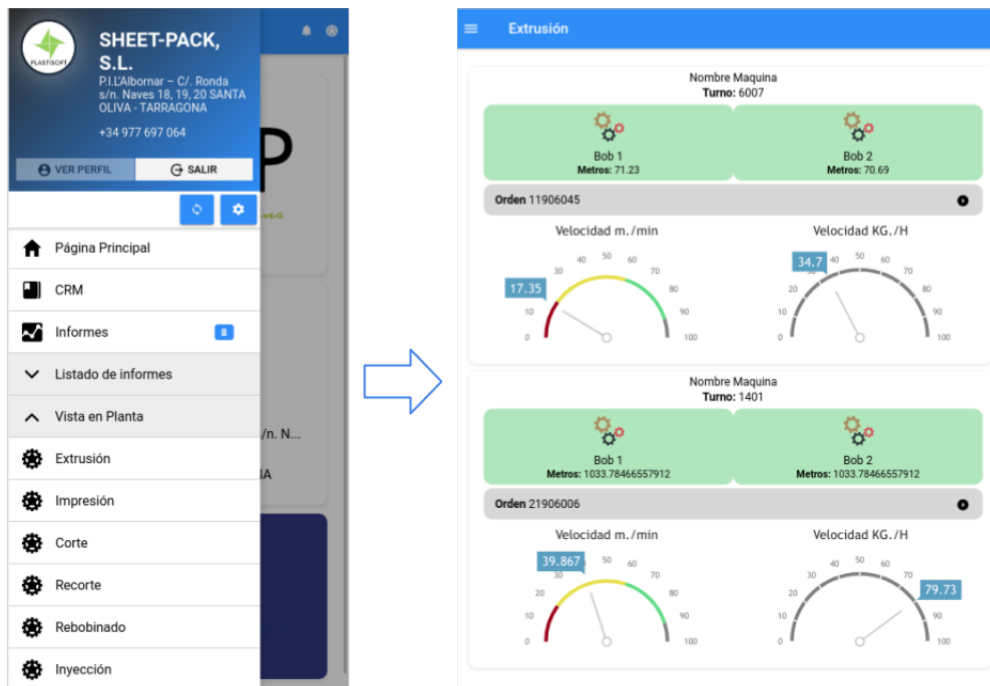 PLASTISOFT
SHEET-PACK,
S.L.
P.I.L'Albornar – C/. Ronda
s/n. Naves 18, 19, 20 SANTA
OLIVA - TARRAGONA
+34 977 697 064
VER PERFIL
SALIR
Página Principal
CRM
Informes
8
Listado de informes
Vista en Planta
Extrusión
Impresión
Corte
Recorte
Rebobinado
Inyección
P
/n. N...
IA
Extrusión
Nombre Maquina
Turno: 6007
Bob 1
Metros: 71.23
Bob 2
Metros: 70.69
Orden 11906045
Velocidad m./min
17.35
0
10
30
40
50
60
70
80
90
100
Velocidad KG./H
34.7
0
10
20
40
50
60
70
80
90
100
Nombre Maquina
Turno: 1401
Bob 1
Metros: 1033.78466557912
Bob 2
Metros: 1033.78466557912
Orden 21906006
Velocidad m./min
39.867
0
10
20
30
50
60
70
80
90
100
Velocidad KG./H
79.73
0
10
20
30
40
50
60
70
90
100